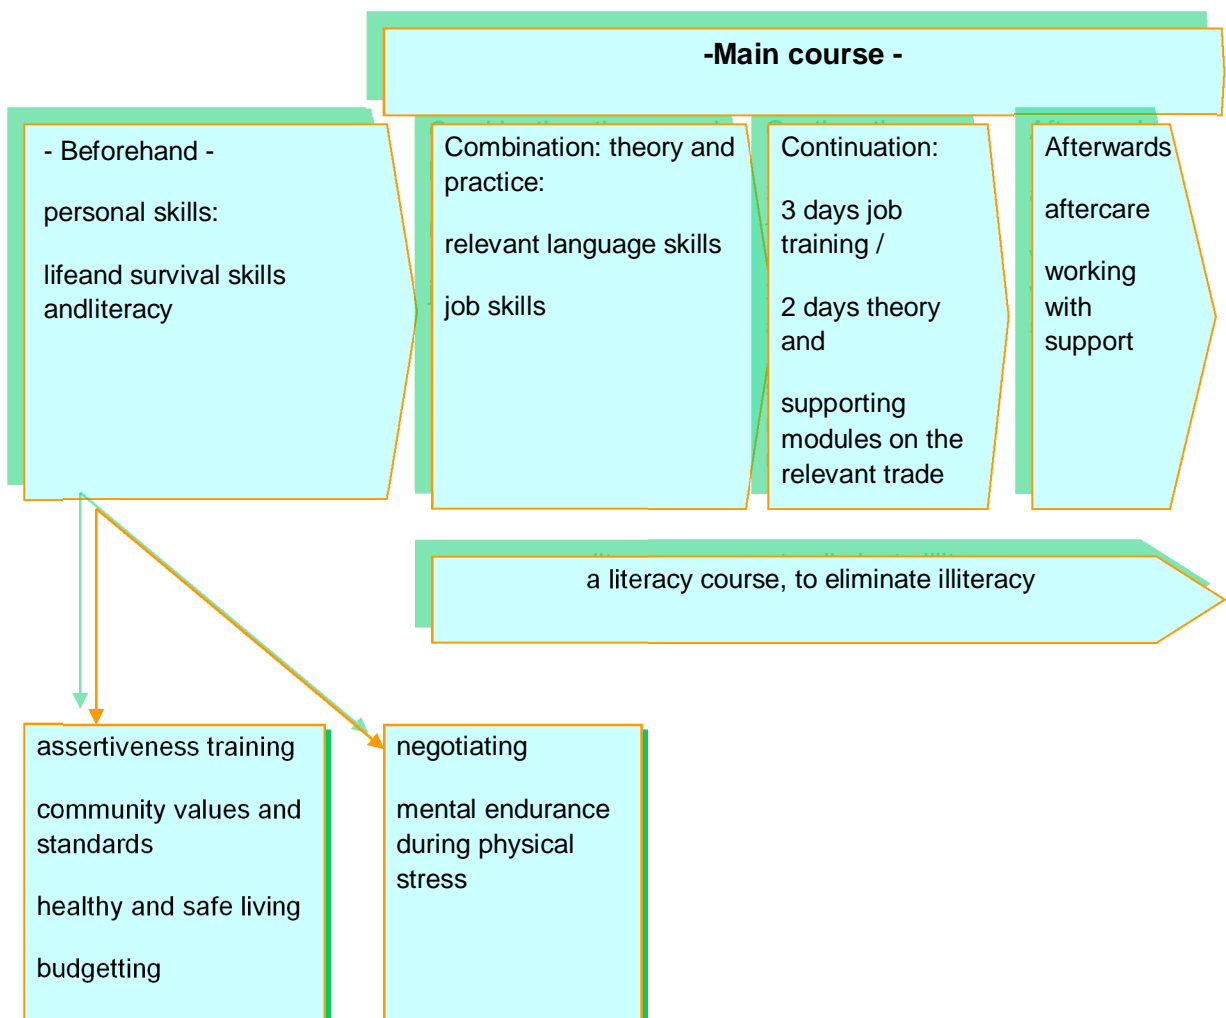 -Main course -
- Beforehand -
personal skills:
lifeand survival skills
andliteracy
Combination: theory and
practice:
relevant language skills
job skills
Continuation:
3 days job
training /
2 days theory
and
supporting
modules on the
relevant trade
Afterwards
aftercare
working
with
support
a literacy course, to eliminate illiteracy
assertiveness training
community values and
standards
healthy and safe living
budgetting
negotiating
mental endurance
during physical
stress